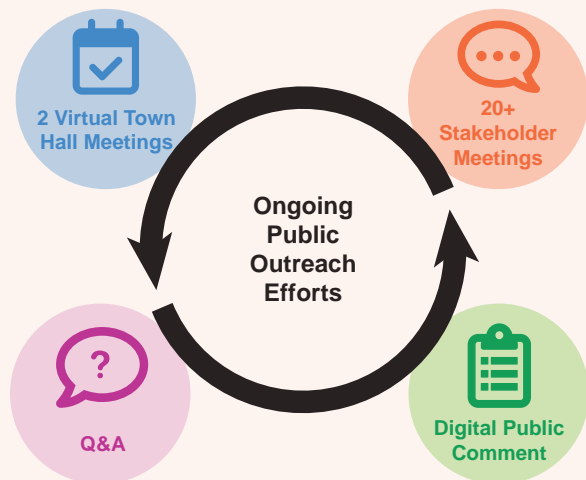 2 Virtual Town
Hall Meetings
20+
Stakeholder
Meetings
Ongoing
Public
Outreach
Efforts
?
Q&A
Digital Public
Comment